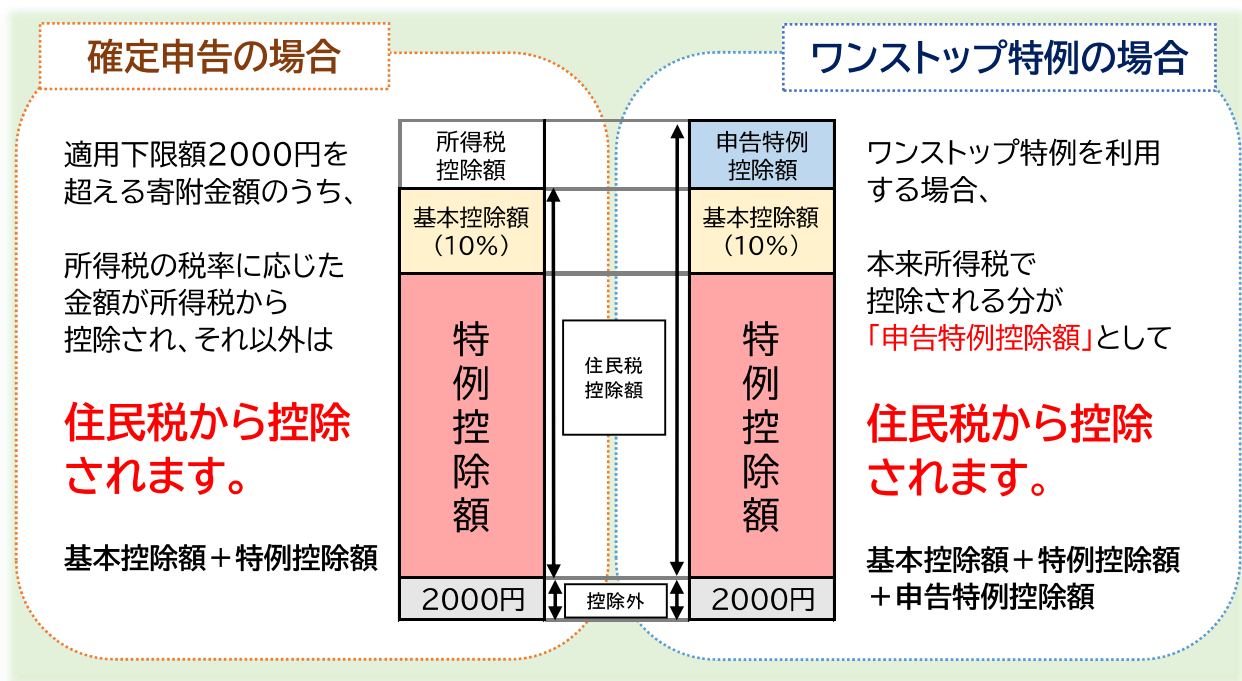 確定申告の場合
適用下限額2000円を
超える寄附金額のうち、
所得税の税率に応じた
金額が所得税から
控除され、それ以外は
住民税から控除
されます。
基本控除額＋特例控除額
所得税
控除額
基本控除額
（10%）
特例控除額
2000円
住民税
控除額
控除外
申告特例
控除額
基本控除額
（10%）
特例控除額
2000円
ワンストップ特例の場合
ワンストップ特例を利用
する場合、
本来所得税で
控除される分が
「申告特例控除額」として
住民税から控除
されます。
基本控除額＋特例控除額
＋申告特例控除額